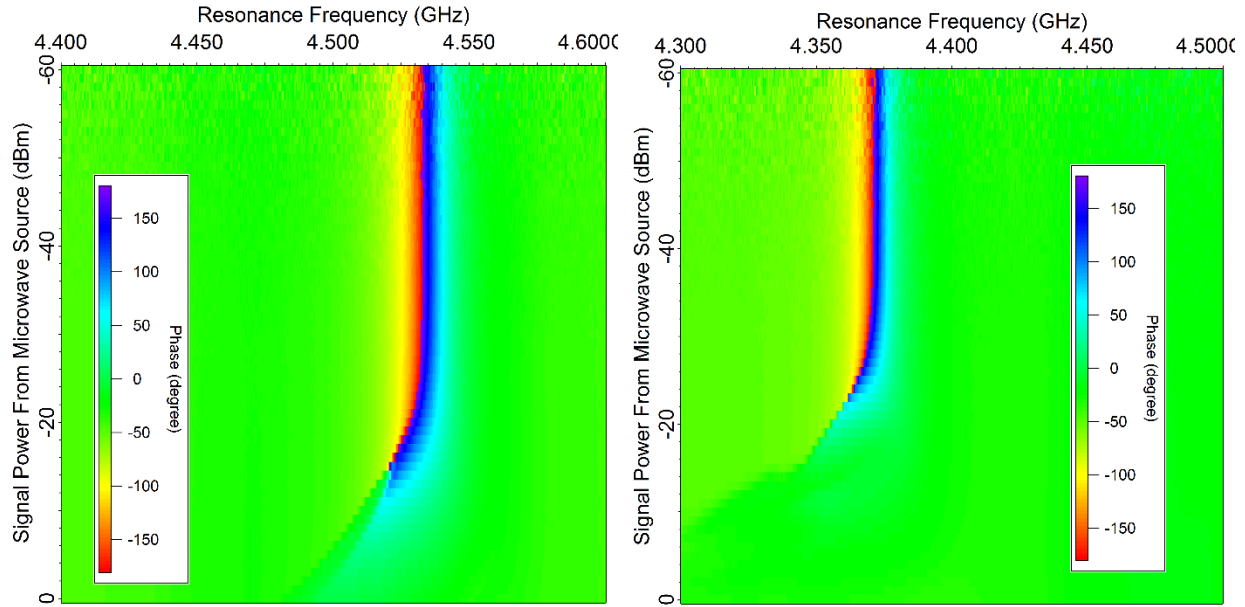 Resonance Frequency (GHz)
4.400 4.450 4.500 4.550 4.6000
Signal Power From Microwave Source (dBm)
-60
-40
-20
0
150
100
50
0
-50
-100
-150
Phase (degree)
Resonance Frequency (GHz)
4.300 4.350 4.400 4.450 4.5000
Signal Power From Microwave Source (dBm)
-60
-40
-20
0
150
100
50
0
-50
-100
-150
Phase (degree)